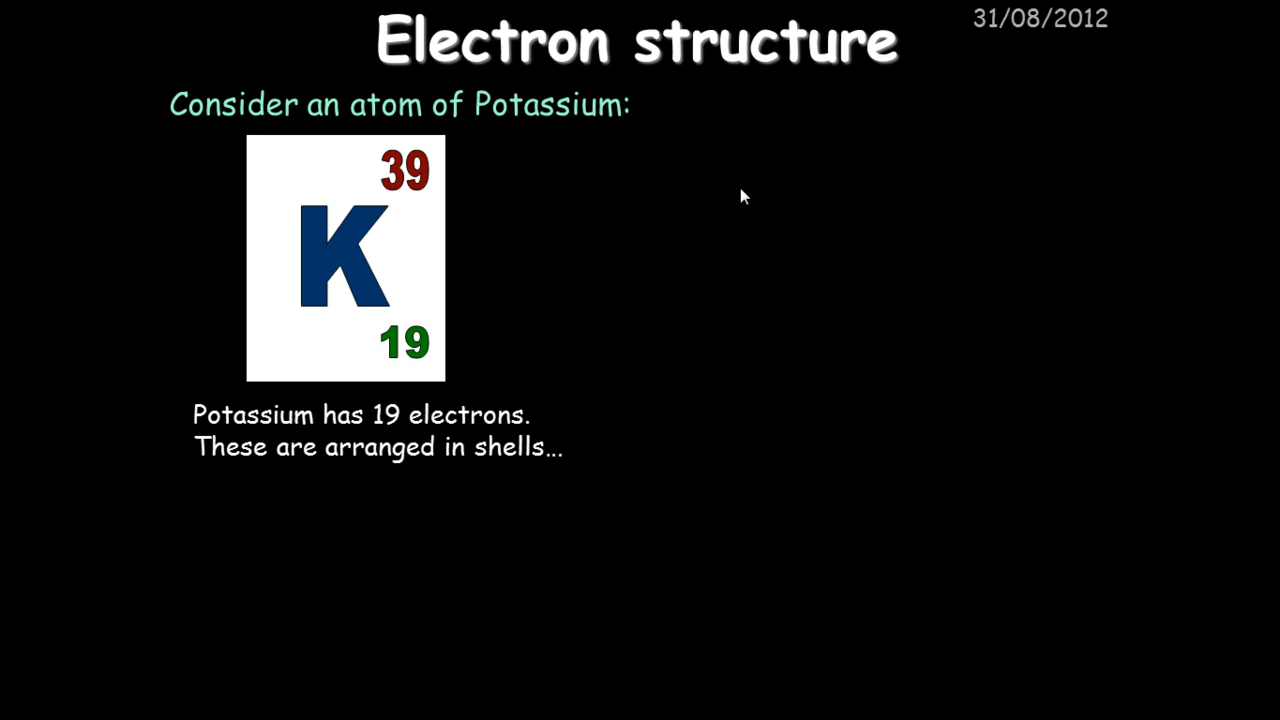 Electron structure
31/08/2012
Consider an atom of Potassium:
39
K
19
Potassium has 19 electrons.
These are arranged in shells...